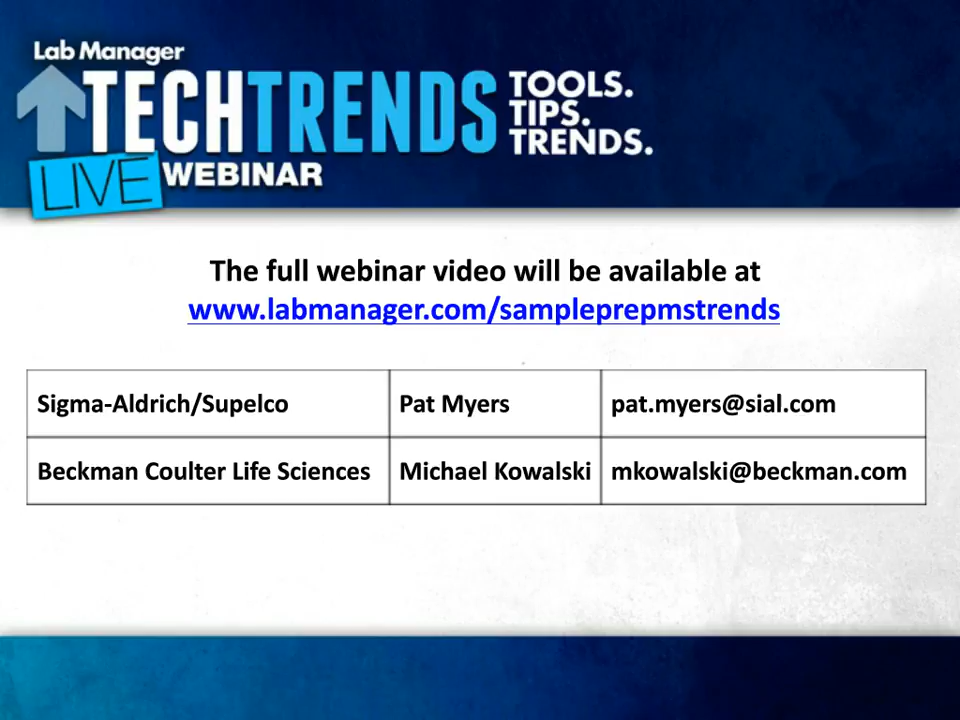 Lab Manager
TECHTRENDS
TOOLS.
TIPS.
TRENDS.
LIVE WEBINAR
The full webinar video will be available at
www.labmanager.com/sampleprepmstrends
Sigma-Aldrich/Supelco Pat Myers pat.myers@sial.com
Beckman Coulter Life Sciences Michael Kowalski mkowalski@beckman.com